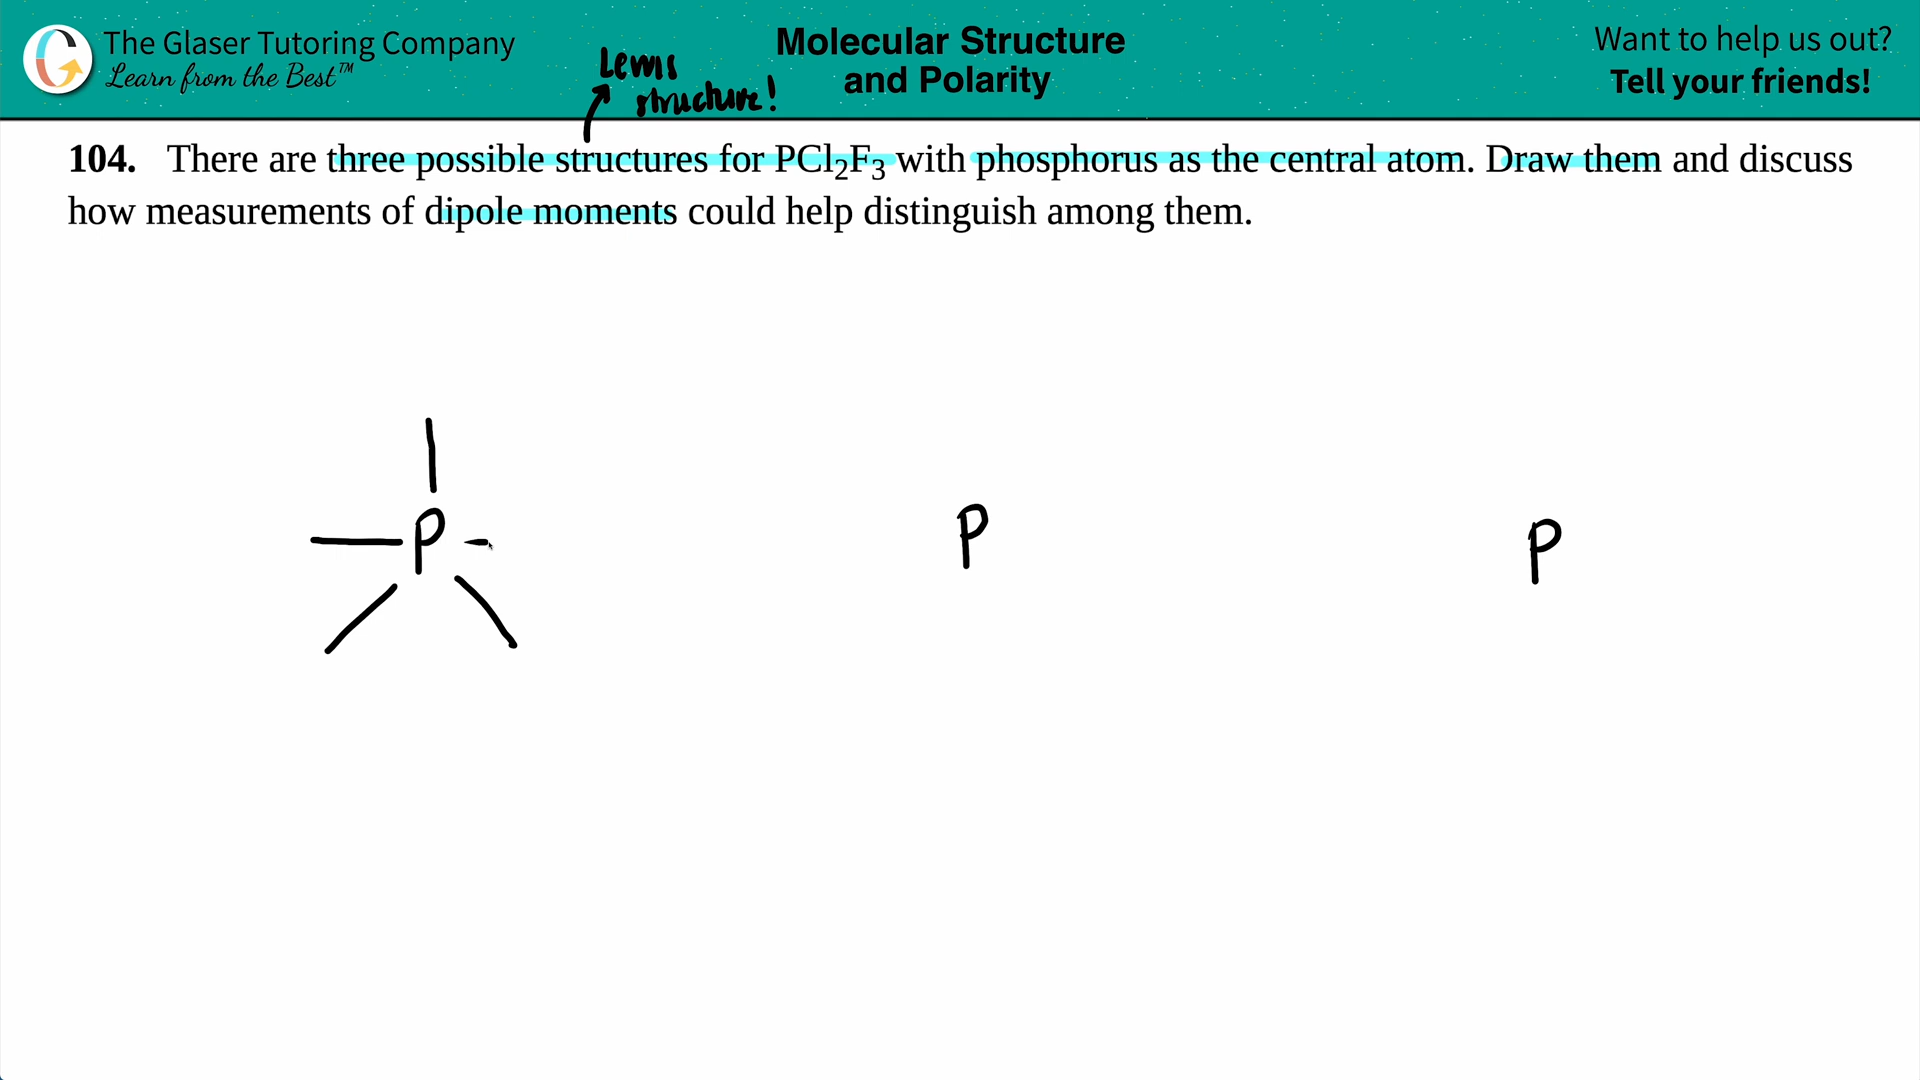 The Glaser Tutoring Company
Learn from the Best™
Lewis
structure!
Molecular Structure
and Polarity
Want to help us out?
Tell your friends!
104. There are three possible structures for PCl₂F₃ with phosphorus as the central atom. Draw them and discuss
how measurements of dipole moments could help distinguish among them.
P
P
P